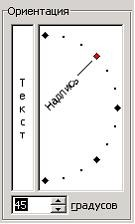 Ориентация
Текст
Надпись
45 градусов